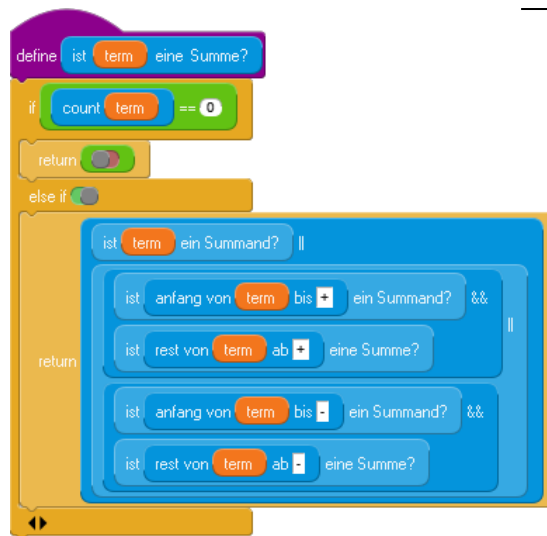 define ist term eine Summe?
if count term == 0
return
else if
ist term ein Summand? ||
ist anfang von term bis + ein Summand? &&
||
ist rest von term ab + eine Summe?
return
ist anfang von term bis - ein Summand? &&
ist rest von term ab - eine Summe?